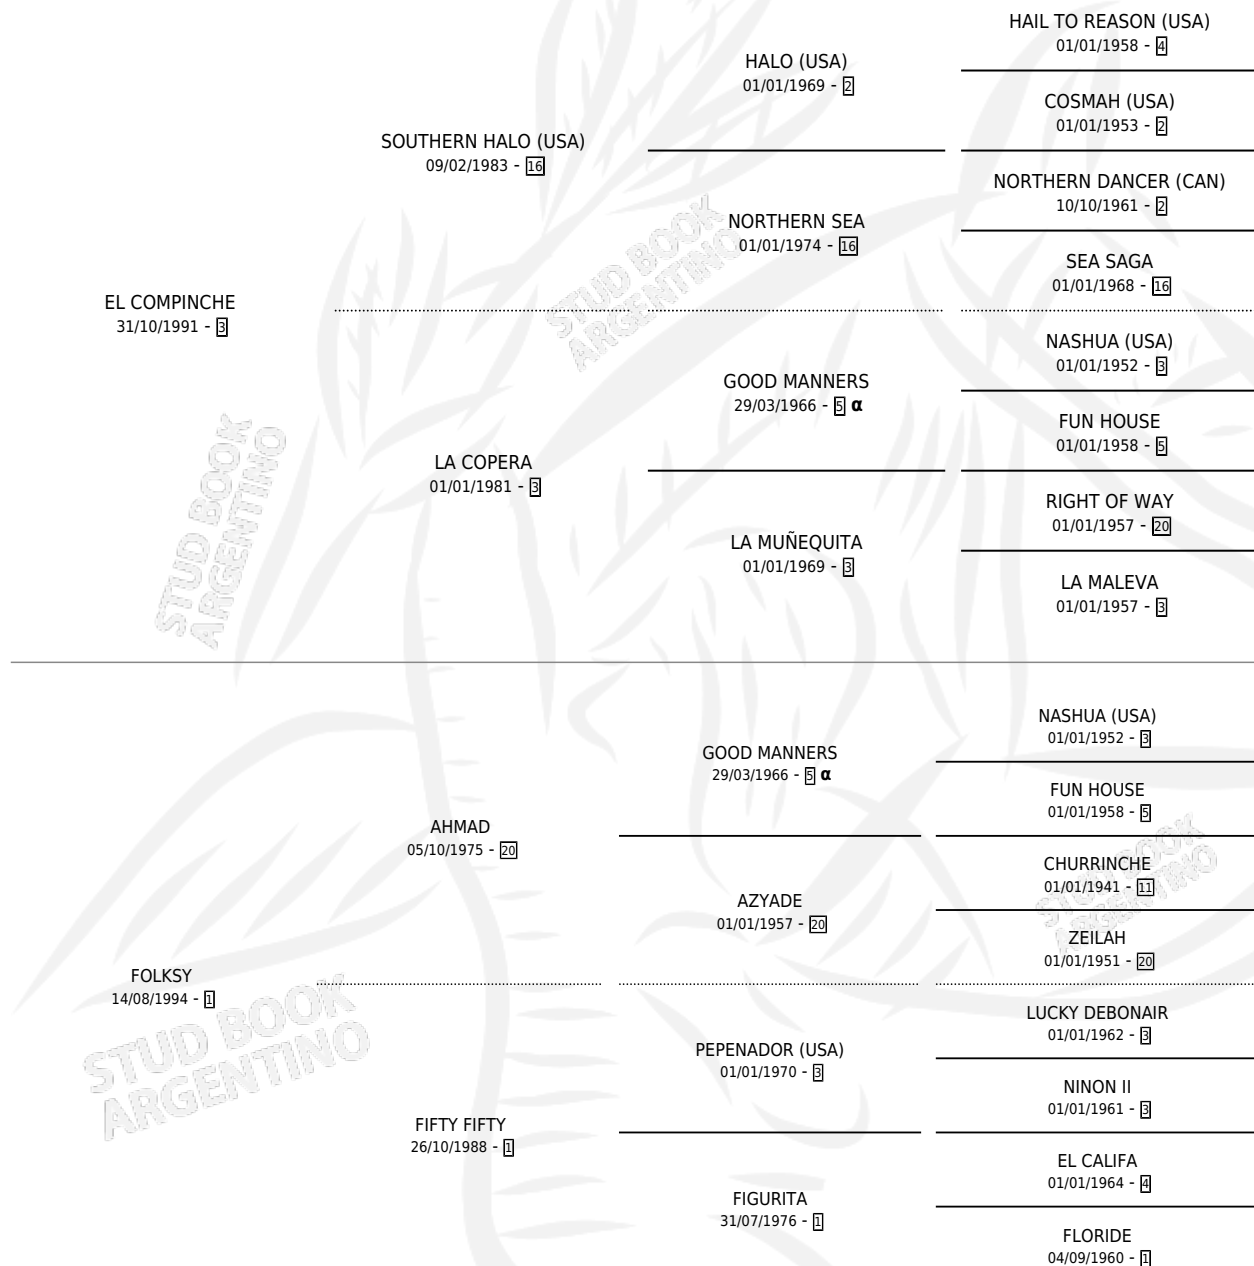 HAIL TO REASON (USA)
01/01/1958 - 4
HALO (USA)
01/01/1969 - 2
COSMAH (USA)
01/01/1953 - 2
SOUTHERN HALO (USA)
09/02/1983 - 16
NORTHERN DANCER (CAN)
10/10/1961 - 2
NORTHERN SEA
01/01/1974 - 16
SEA SAGA
01/01/1968 - 16
STUD BOOK
ARGENTINO
EL COMPINCHE
31/10/1991 - 3
NASHUA (USA)
01/01/1952 - 3
GOOD MANNERS
29/03/1966 - 5 α
FUN HOUSE
01/01/1958 - 5
LA COPERA
01/01/1981 - 3
RIGHT OF WAY
01/01/1957 - 20
LA MUÑEQUITA
01/01/1969 - 3
LA MALEVA
01/01/1957 - 3
STUD BOOK
ARGENTINO
NASHUA (USA)
01/01/1952 - 3
GOOD MANNERS
29/03/1966 - 5 α
FUN HOUSE
01/01/1958 - 5
AHMAD
05/10/1975 - 20
CHURRINCHE
01/01/1941 - 11
AZYADE
01/01/1957 - 20
ZEILAH
01/01/1951 - 20
STUD BOOK
ARGENTINO
FOLKSY
14/08/1994 - 1
LUCKY DEBONAIR
01/01/1962 - 3
PEPENADOR (USA)
01/01/1970 - 3
NINON II
01/01/1961 - 3
STUD BOOK
ARGENTINO
FIFTY FIFTY
26/10/1988 - 1
EL CALIFA
01/01/1964 - 4
FIGURITA
31/07/1976 - 1
FLORIDE
04/09/1960 - 1